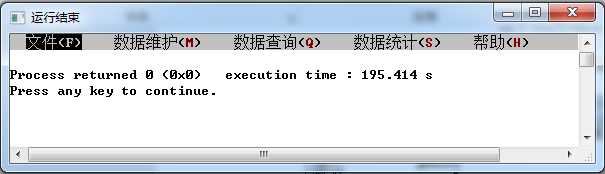 运行结束
文件(F) 数据维护(M) 数据查询(Q) 数据统计(S) 帮助(H)
Process returned 0 (0x0) execution time : 195.414 s
Press any key to continue.